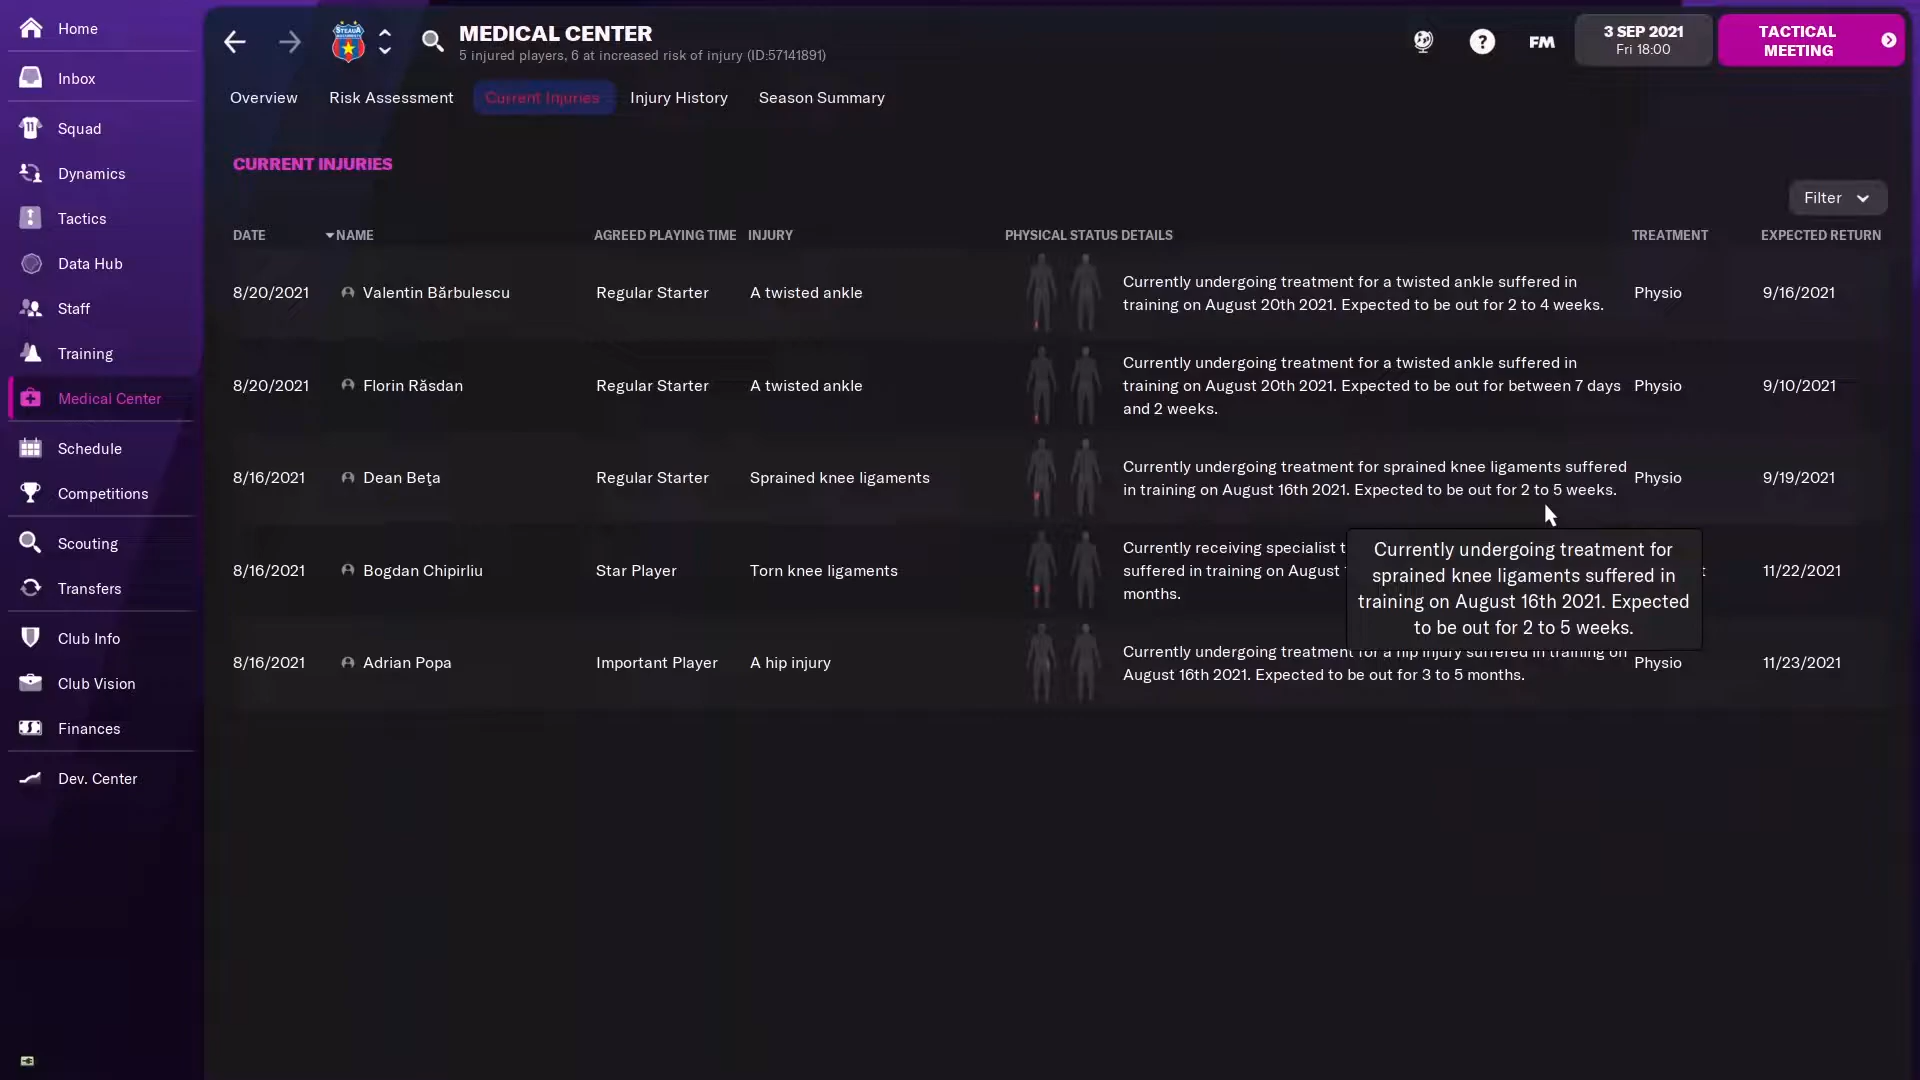 Home
Inbox
Squad
Dynamics
Tactics
Data Hub
Staff
Training
Medical Center
Schedule
Competitions
Scouting
Transfers
Club Info
Club Vision
Finances
Dev. Center
STEAUA
MEDICAL CENTER
5 injured players, 6 at increased risk of injury (ID:57141891)
FM
3 SEP 2021
Fri 18:00
TACTICAL
MEETING
Overview Risk Assessment Current Injuries Injury History Season Summary
CURRENT INJURIES
Filter
DATE NAME AGREED PLAYING TIME INJURY PHYSICAL STATUS DETAILS TREATMENT EXPECTED RETURN
8/20/2021 Valentin Bărbulescu Regular Starter A twisted ankle
Currently undergoing treatment for a twisted ankle suffered in
training on August 20th 2021. Expected to be out for 2 to 4 weeks.
Physio 9/16/2021
8/20/2021 Florin Răsdan Regular Starter A twisted ankle
Currently undergoing treatment for a twisted ankle suffered in
training on August 20th 2021. Expected to be out for between 7 days
and 2 weeks.
Physio 9/10/2021
8/16/2021 Dean Beța Regular Starter Sprained knee ligaments
Currently undergoing treatment for sprained knee ligaments suffered
in training on August 16th 2021. Expected to be out for 2 to 5 weeks.
Physio 9/19/2021
8/16/2021 Bogdan Chipirliu Star Player Torn knee ligaments
Currently receiving specialist
suffered in training on August
months.
11/22/2021
Currently undergoing treatment for
sprained knee ligaments suffered in
training on August 16th 2021. Expected
to be out for 2 to 5 weeks.
8/16/2021 Adrian Popa Important Player A hip injury
Currently undergoing treatment for a hip injury suffered in training on
August 16th 2021. Expected to be out for 3 to 5 months.
Physio 11/23/2021